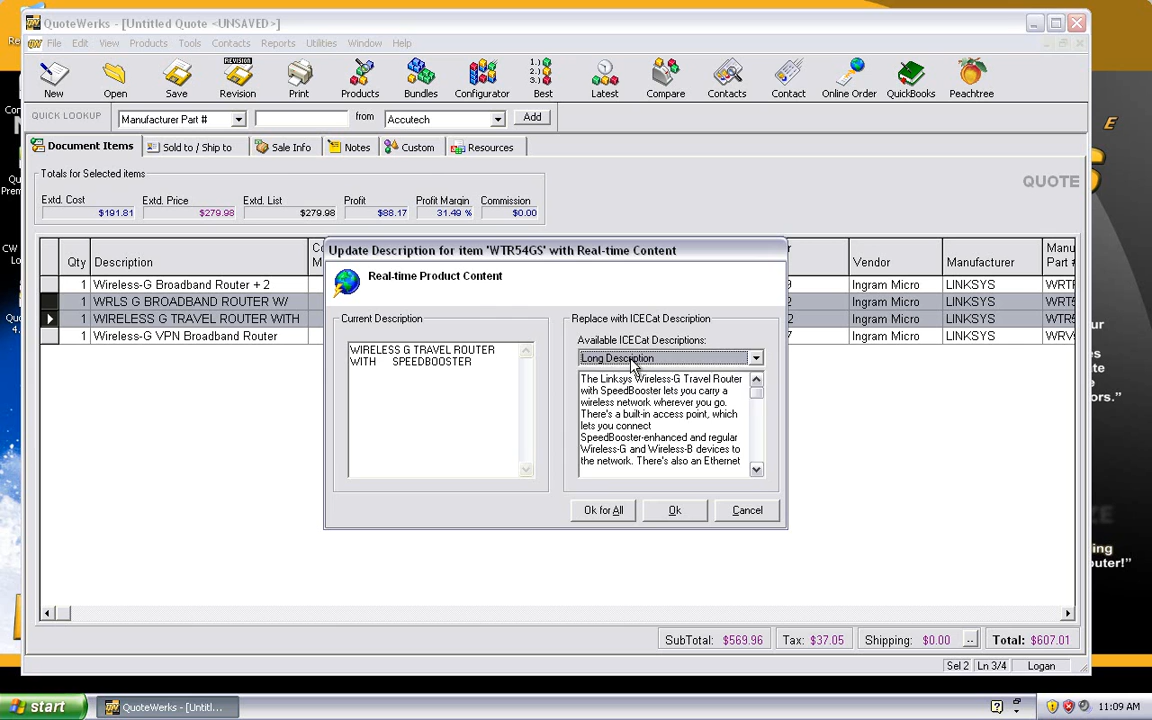 QuoteWerks - [Untitled Quote <UNSAVED>]
File Edit View Products Tools Contacts Reports Utilities Window Help
REVISION
1.) 2.) 3.)
New Open Save Revision Print Products Bundles Configurator Best Latest Compare Contacts Contact Online Order QuickBooks Peachtree
QUICK LOOKUP Manufacturer Part # from Accutech Add
Document Items Sold to / Ship to Sale Info Notes Custom Resources
Totals for Selected items
QUOTE
Extd. Cost Extd. Price Extd. List Profit Profit Margin Commission
$191.81 $279.98 $279.98 $88.17 31.49 % $0.00
Qty Description Vendor Manufacturer Manu Part #
1 Wireless-G Broadband Router + 2 Ingram Micro LINKSYS WRTP
1 WRLS G BROADBAND ROUTER W/ Ingram Micro LINKSYS WRT5
1 WIRELESS G TRAVEL ROUTER WITH Ingram Micro LINKSYS WTR5
1 Wireless-G VPN Broadband Router Ingram Micro LINKSYS WRV
Update Description for item 'WTR54GS' with Real-time Content
Real-time Product Content
Current Description
WIRELESS G TRAVEL ROUTER
WITH SPEEDBOOSTER
Replace with ICECat Description
Available ICECat Descriptions:
Long Description
The Linksys Wireless-G Travel Router
with SpeedBooster lets you carry a
wireless network wherever you go.
There's a built-in access point, which
lets you connect
SpeedBooster-enhanced and regular
Wireless-G and Wireless-B devices to
the network. There's also an Ethernet
Ok for All Ok Cancel
SubTotal: $569.96 Tax: $37.05 Shipping: $0.00 .. Total: $607.01
Sel 2 Ln 3/4 Logan
start QuoteWerks - [Untitl... 11:09 AM